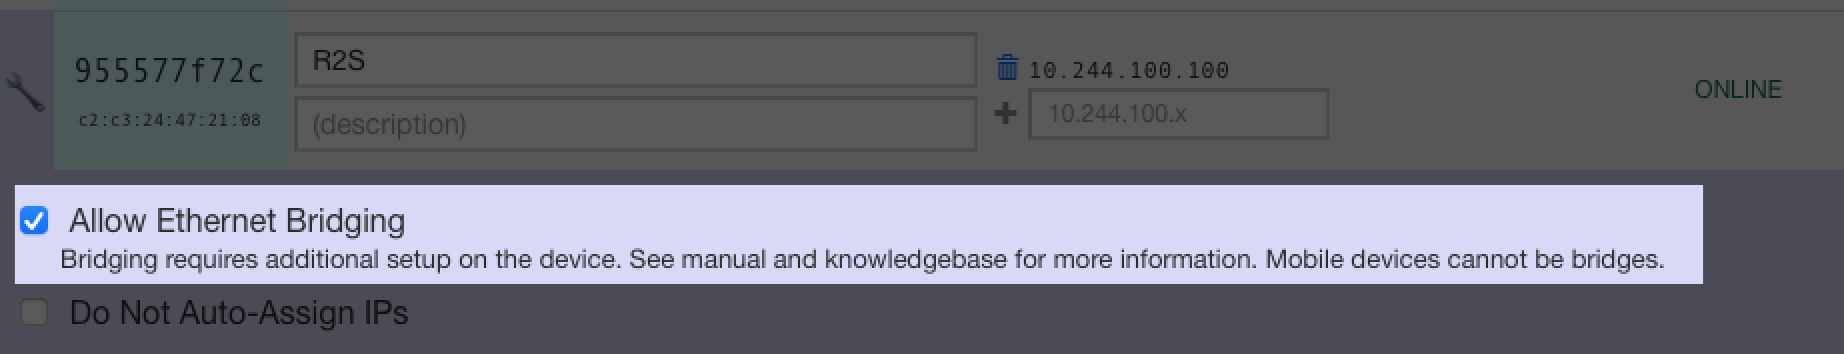 955577f72c
c2:c3:24:47:21:08
R2S
(description)
10.244.100.100
10.244.100.x
ONLINE
Allow Ethernet Bridging
Bridging requires additional setup on the device. See manual and knowledgebase for more information. Mobile devices cannot be bridges.
Do Not Auto-Assign IPs